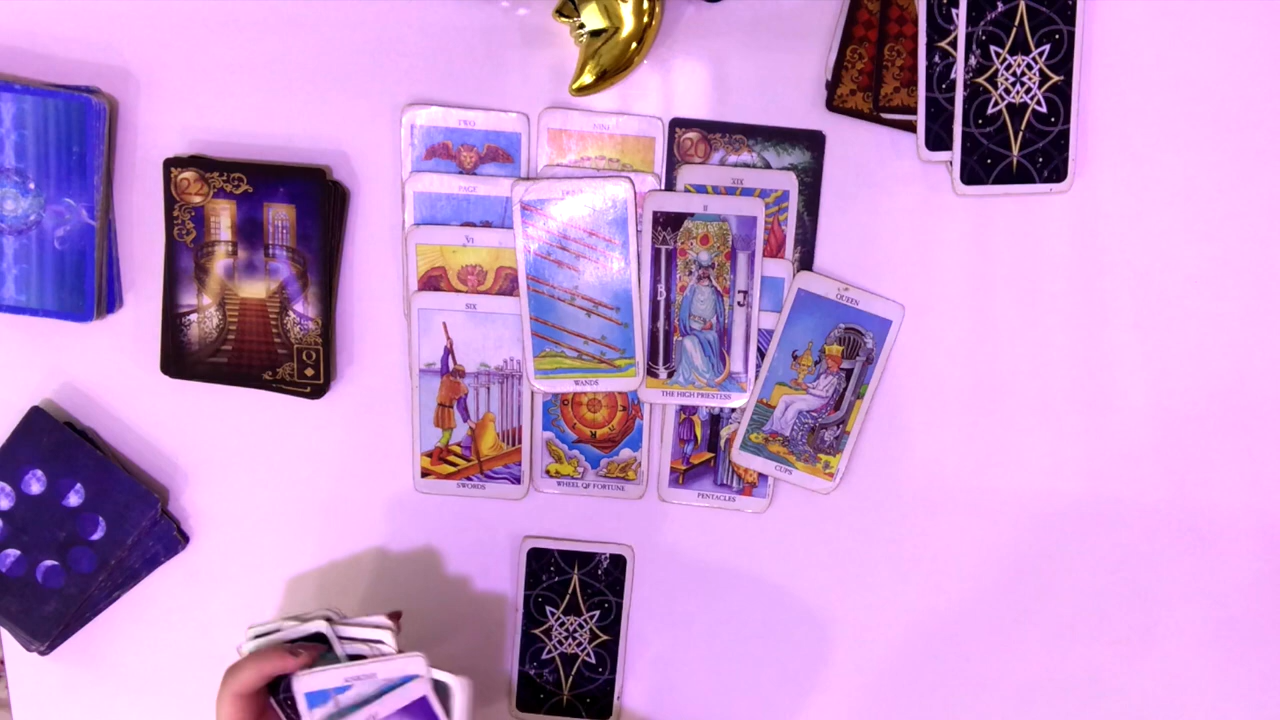 TWO
20
22
PAGE
XIX
II
VI
SIX
QUEEN
B
J
Q
WANDS
THE HIGH PRIESTESS
CUPS
SWORDS
WHEEL OF FORTUNE
PENTACLES